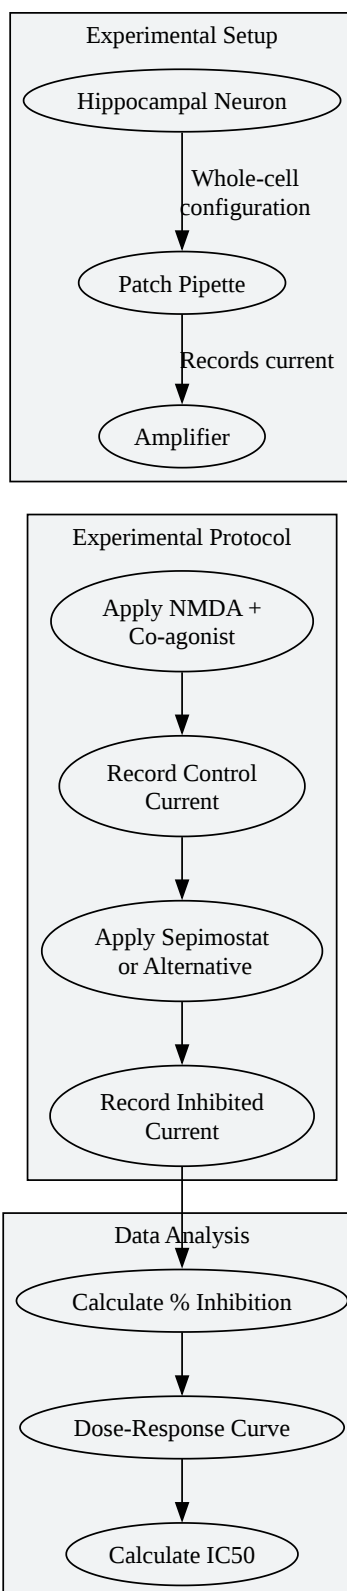 Experimental Setup
Hippocampal Neuron
Whole-cell
configuration
Patch Pipette
Records current
Amplifier
Experimental Protocol
Apply NMDA +
Co-agonist
Record Control
Current
Apply Sepimostat
or Alternative
Record Inhibited
Current
Data Analysis
Calculate % Inhibition
Dose-Response Curve
Calculate IC50